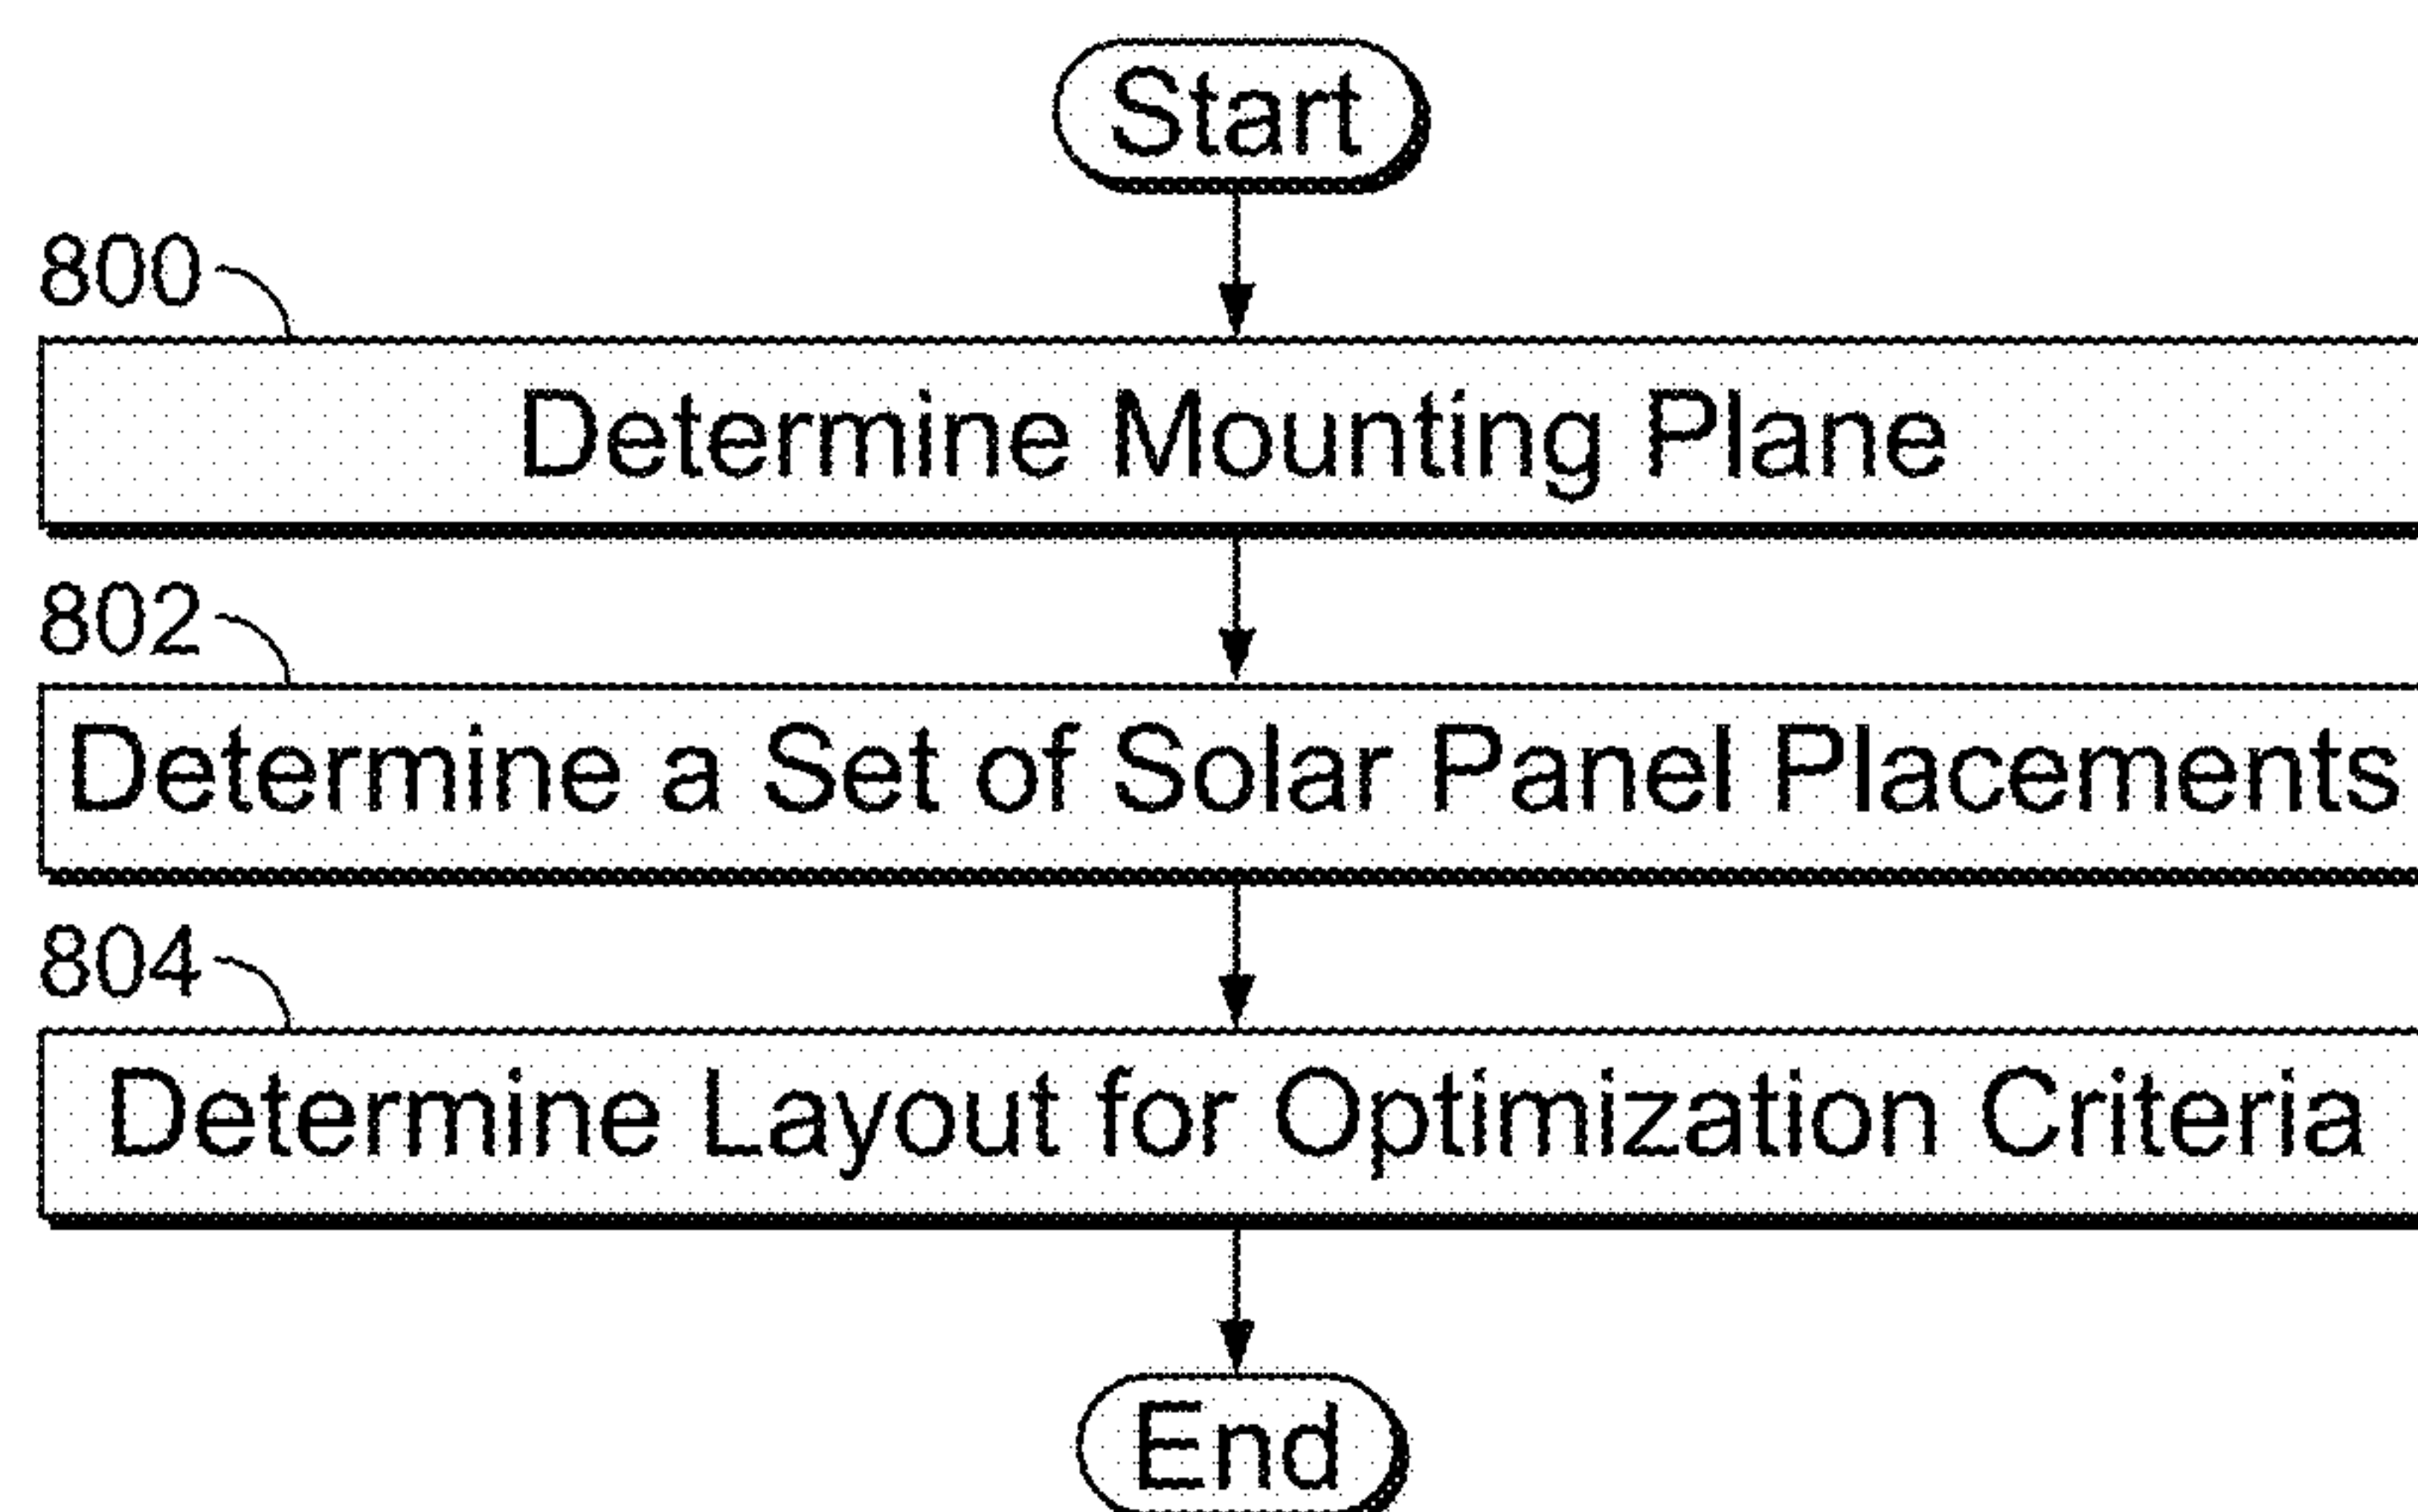 Start
800
Determine Mounting Plane
802
Determine a Set of Solar Panel Placements
804
Determine Layout for Optimization Criteria
End